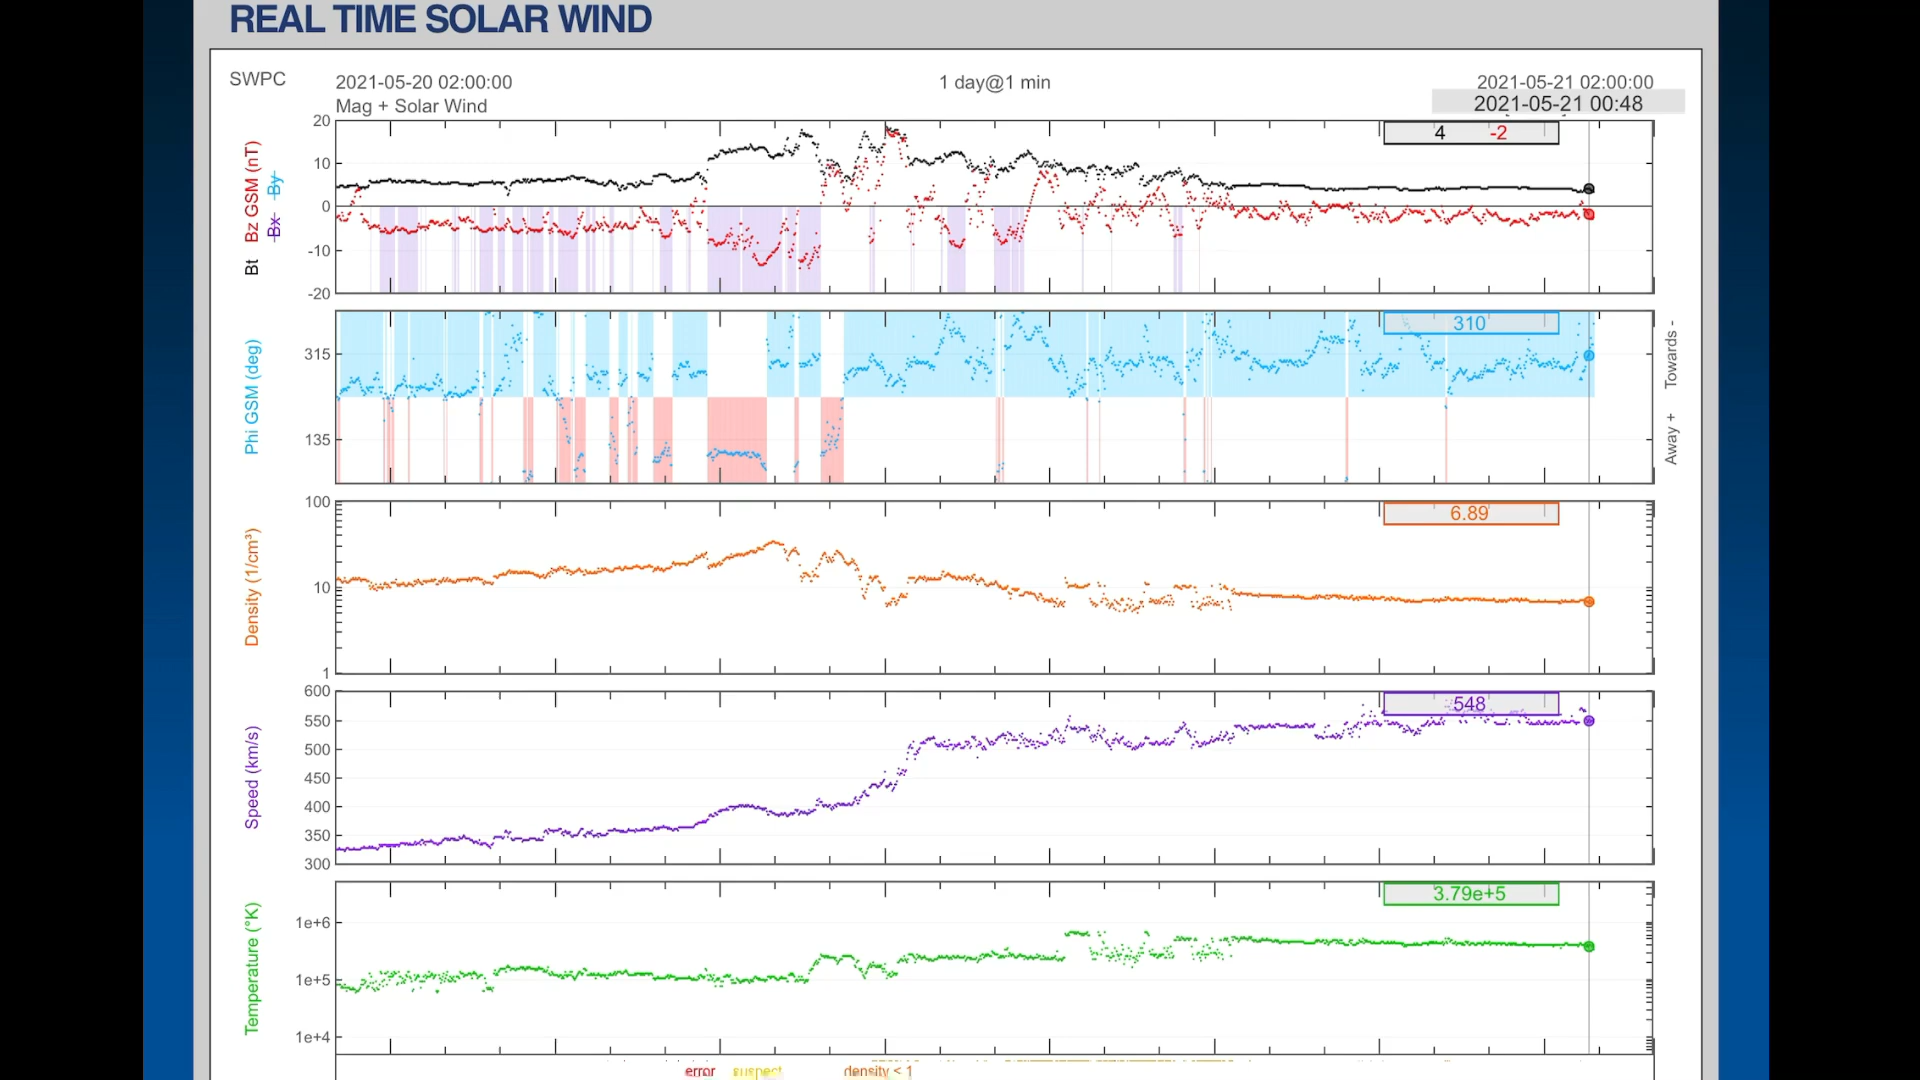 REAL TIME SOLAR WIND
SWPC
2021-05-20 02:00:00
1 day@1 min
2021-05-21 02:00:00
Mag + Solar Wind
2021-05-21 00:48
Bt Bz GSM (nT)
Bx By
20
10
0
-10
-20
4 -2
Phi GSM (deg)
315
135
310
Towards -
Away +
Density (1/cm³)
100
10
1
6.89
Speed (km/s)
600
550
500
450
400
350
300
548
Temperature (°K)
1e+6
1e+5
1e+4
3.79e+5
error suspect density < 1